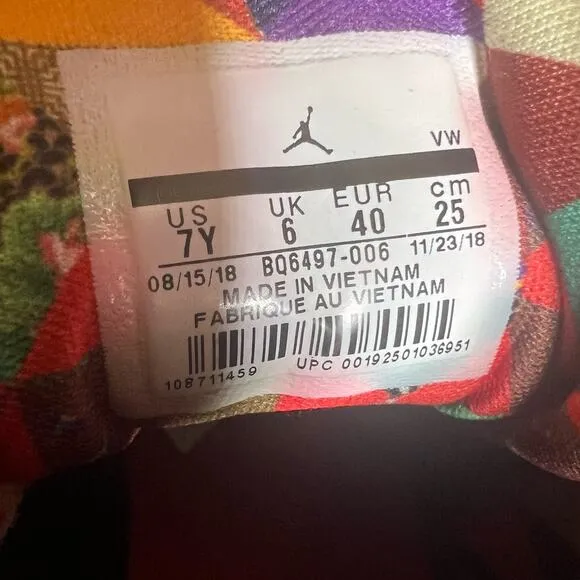 VW
US UK EUR cm
7Y 6 40 25
08/15/18 BQ6497-006 11/23/18
MADE IN VIETNAM
FABRIQUE AU VIETNAM
108711459 UPC 00192501036951